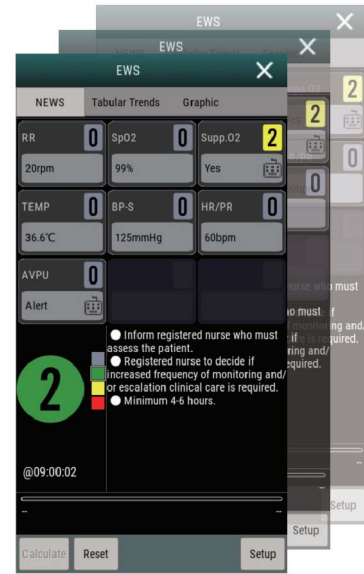 EWS
EWS
EWS
NEWS Tabular Trends Graphic
RR 0 SpO2 0 Supp.O2 2
20rpm 99% Yes
TEMP 0 BP-S 0 HR/PR 0
36.6℃ 125mmHg 60bpm
AVPU 0
Alert
Inform registered nurse who must
assess the patient.
Registered nurse to decide if
increased frequency of monitoring and/
or escalation clinical care is required.
Minimum 4-6 hours.
2
@09:00:02
-- --
Calculate Reset Setup
2
0
Setup
2
0
Setup